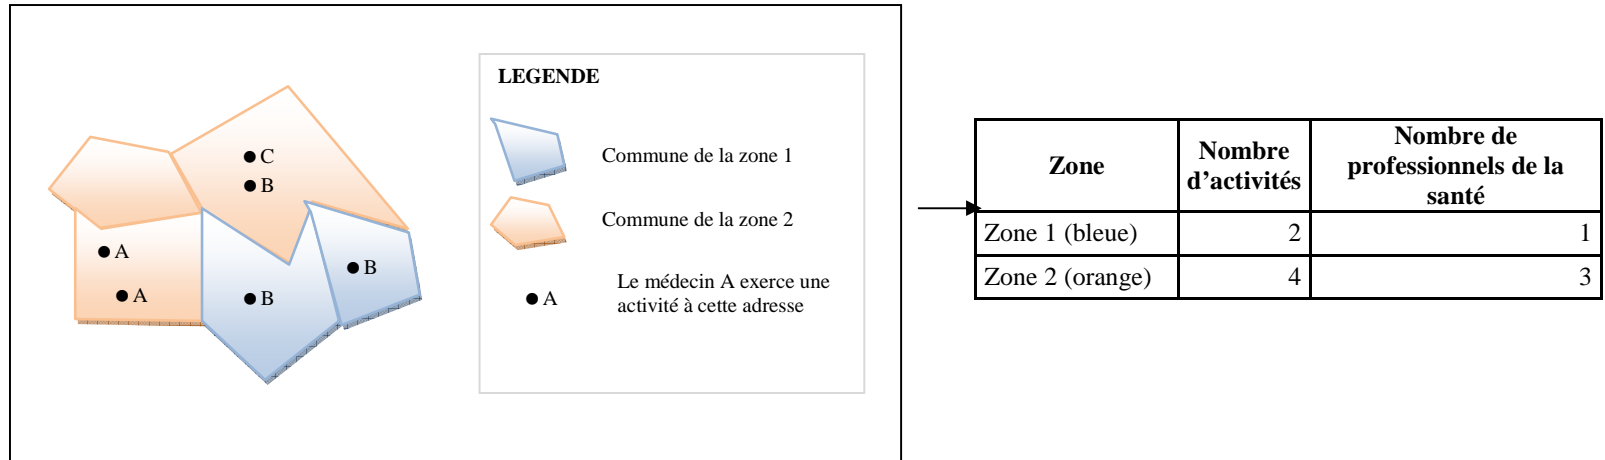 LEGENDE
C
B
A
A
B
B
Commune de la zone 1
Commune de la zone 2
A
Le médecin A exerce une
activité à cette adresse
Zone
Nombre
d’activités
Nombre de
professionnels de la
santé
Zone 1 (bleue) 2 1
Zone 2 (orange) 4 3